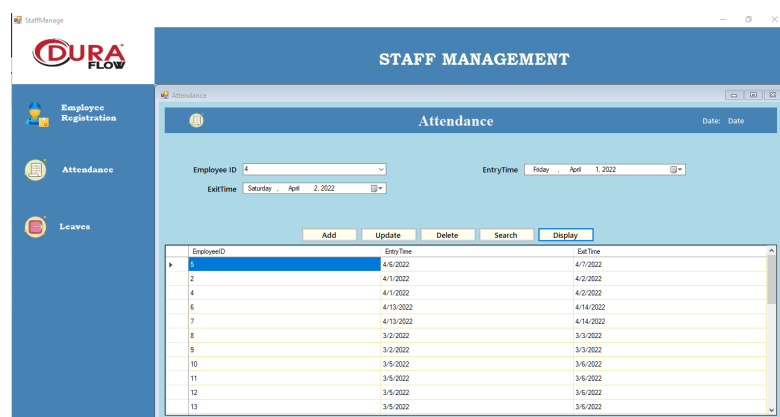 StaffManage
DURA
FLOW
STAFF MANAGEMENT
Employee
Registration
Attendance
Leaves
Attendance
Attendance
Date: Date
Employee ID 4
EntryTime Friday , April 1, 2022
ExitTime Saturday , April 2, 2022
Add Update Delete Search Display
EmployeeID EntryTime ExitTime
5 4/6/2022 4/7/2022
2 4/1/2022 4/2/2022
4 4/1/2022 4/2/2022
6 4/13/2022 4/14/2022
7 4/13/2022 4/14/2022
8 3/2/2022 3/3/2022
9 3/2/2022 3/3/2022
10 3/5/2022 3/6/2022
11 3/5/2022 3/6/2022
12 3/5/2022 3/6/2022
13 3/5/2022 3/6/2022